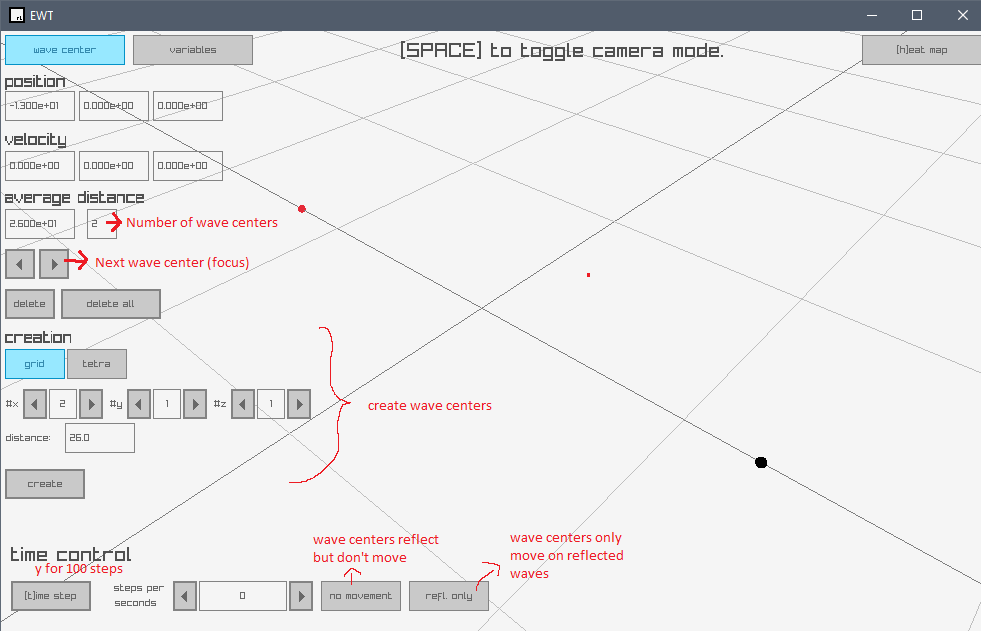 EWT
wave center
variables
[SPACE] to toggle camera mode.
[h]eat map
position
-1.300e+01
0.000e+00
0.000e+00
velocity
0.000e+00
0.000e+00
0.000e+00
average distance
2.600e+01
2
Number of wave centers
Next wave center (focus)
delete
delete all
creation
grid
tetra
#x
2
#y
1
#z
1
create wave centers
distance:
26.0
create
wave centers reflect
but don't move
wave centers only
move on reflected
waves
time control
y for 100 steps
[t]ime step
steps per
seconds
0
no movement
refl. only